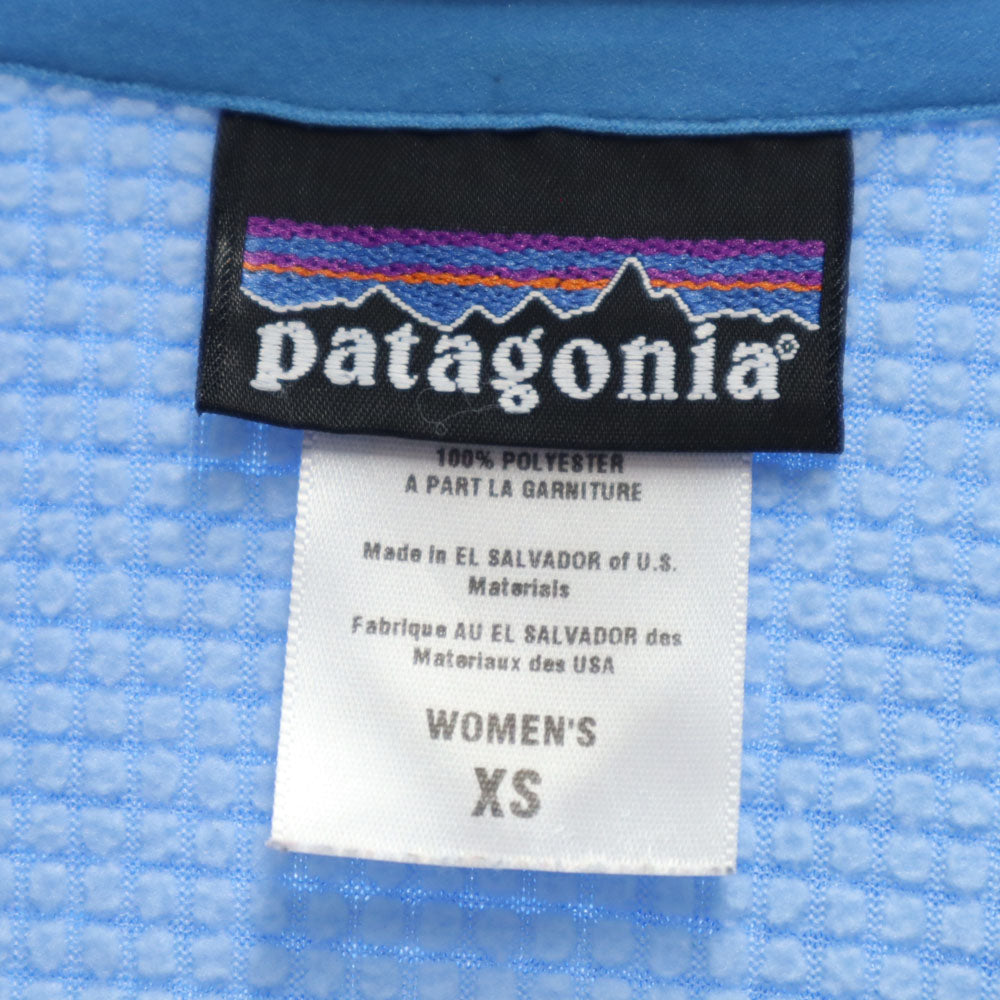 patagonia®
100% POLYESTER
A PART LA GARNITURE
Made in EL SALVADOR of U.S.
Materials
Fabrique AU EL SALVADOR des
Materiaux des USA
WOMEN'S
XS